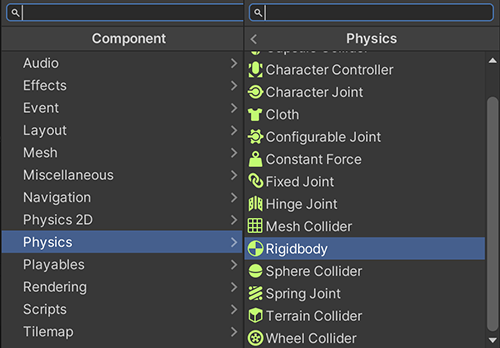 Component
Audio
Effects
Event
Layout
Mesh
Miscellaneous
Navigation
Physics 2D
Physics
Playables
Rendering
Scripts
Tilemap
Physics
Capsule Collider
Character Controller
Character Joint
Cloth
Configurable Joint
Constant Force
Fixed Joint
Hinge Joint
Mesh Collider
Rigidbody
Sphere Collider
Spring Joint
Terrain Collider
Wheel Collider